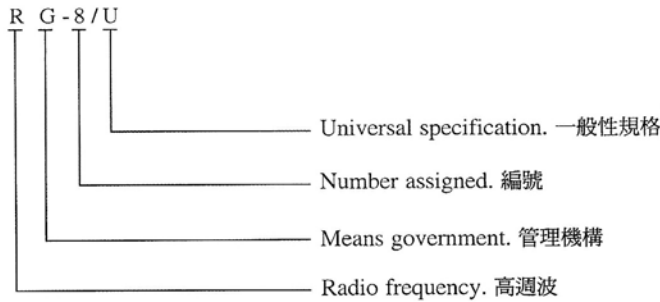 R G - 8 / U
Universal specification. 一般性規格
Number assigned. 編號
Means government. 管理機構
Radio frequency. 高週波